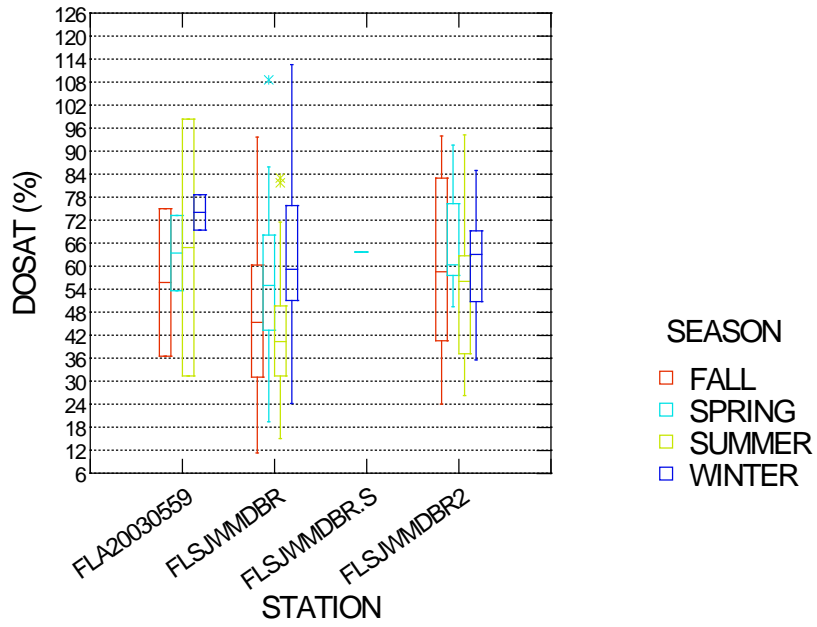 126
120
114
108
102
96
90
84
78
72
66
60
54
48
42
36
30
24
18
12
6
DOSAT (%)
FLA20030559
FLSJWMDBR
FLSJWMDBR.S
FLSJWMDBR2
STATION
SEASON
FALL
SPRING
SUMMER
WINTER